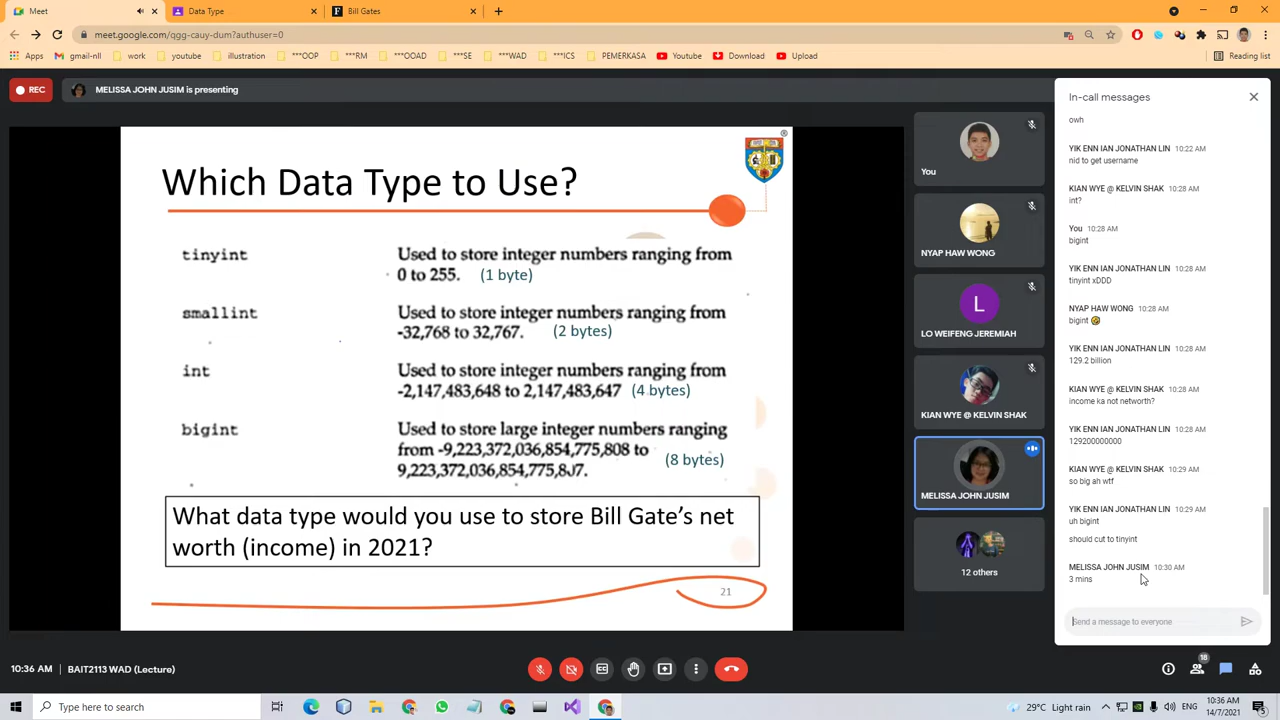 Meet
Data Type
Bill Gates
meet.google.com/qgg-cauy-dum?authuser=0
Apps
gmail-nll
work
youtube
illustration
***OOP
***RM
***OOAD
***SE
***WAD
***ICS
PEMERKASA
Youtube
Download
Upload
Reading list
REC
MELISSA JOHN JUSIM is presenting
Which Data Type to Use?
tinyint
Used to store integer numbers ranging from
0 to 255. (1 byte)
smallint
Used to store integer numbers ranging from
-32,768 to 32,767. (2 bytes)
int
Used to store integer numbers ranging from
-2,147,483,648 to 2,147,483,647 (4 bytes)
bigint
Used to store large integer numbers ranging
from -9,223,372,036,854,775,808 to
9,223,372,036,854,775,807. (8 bytes)
What data type would you use to store Bill Gate's net
worth (income) in 2021?
21
You
NYAP HAW WONG
L
LO WEIFENG JEREMIAH
KIAN WYE @ KELVIN SHAK
MELISSA JOHN JUSIM
12 others
In-call messages
owh
YIK ENN IAN JONATHAN LIN 10:22 AM
nid to get username
KIAN WYE @ KELVIN SHAK 10:28 AM
int?
You 10:28 AM
bigint
YIK ENN IAN JONATHAN LIN 10:28 AM
tinyint xDDD
NYAP HAW WONG 10:28 AM
bigint 🤣
YIK ENN IAN JONATHAN LIN 10:28 AM
129.2 billion
KIAN WYE @ KELVIN SHAK 10:28 AM
income ka not networth?
YIK ENN IAN JONATHAN LIN 10:28 AM
129200000000
KIAN WYE @ KELVIN SHAK 10:29 AM
so big ah wtf
YIK ENN IAN JONATHAN LIN 10:29 AM
uh bigint
should cut to tinyint
MELISSA JOHN JUSIM 10:30 AM
3 mins
Send a message to everyone
10:36 AM
BAIT2113 WAD (Lecture)
18
Type here to search
29°C Light rain
ENG
10:36 AM
14/7/2021
5